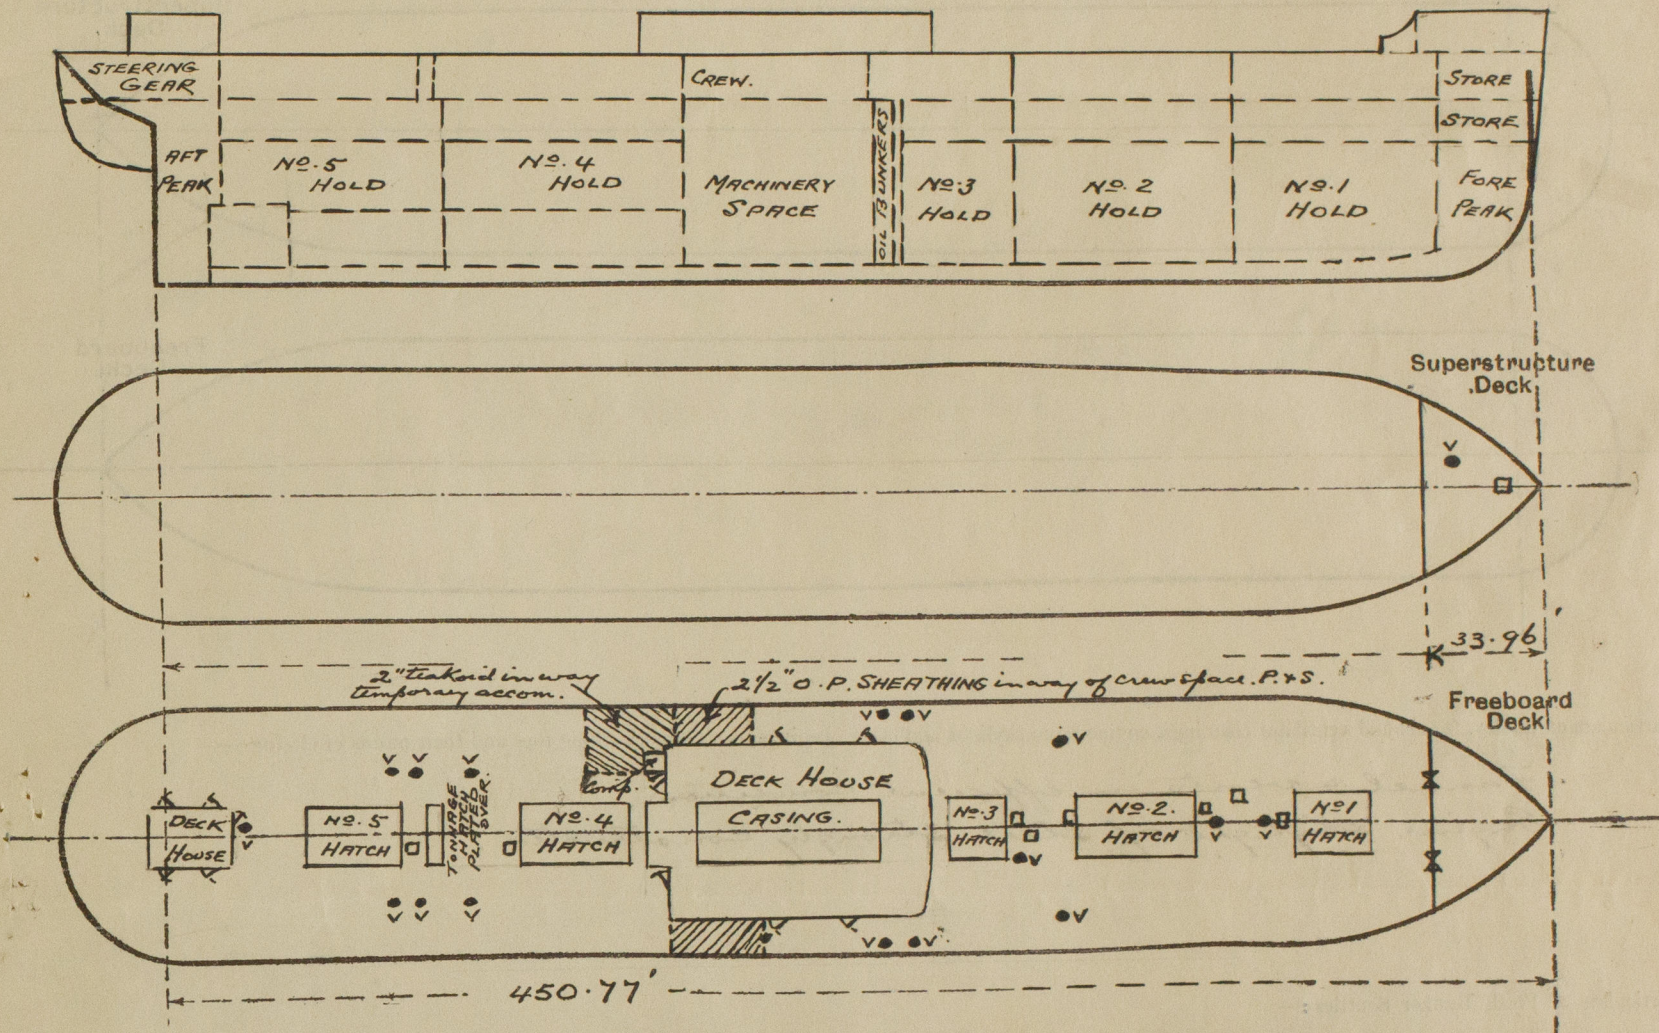 STEERING
GEAR
CREW.
STORE
STORE
AFT
PEAK
No. 5
HOLD
No. 4
HOLD
MACHINERY
SPACE
OIL BUNKERS
No. 3
HOLD
No. 2
HOLD
No. 1
HOLD
FORE
PEAK
Superstructure
Deck
V
33.96'
2" teakoid in way
temporary accom.
2½" O.P. SHEATHING in way of crew space. P. & S.
Freeboard
Deck
V V
V
V V V
Comp.
DECK HOUSE
CASING.
DECK
HOUSE
V
No. 5
HATCH
TONNAGE
HATCH
PLATED
OVER.
No. 4
HATCH
No. 3
HATCH
V
No. 2.
HATCH
V V
No 1
HATCH
V V V
V
V V
450.77'